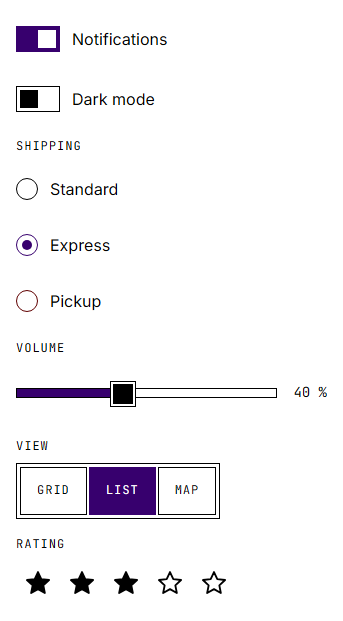 Notifications
Dark mode
SHIPPING
Standard
Express
Pickup
VOLUME
40 %
VIEW
GRID LIST MAP
RATING